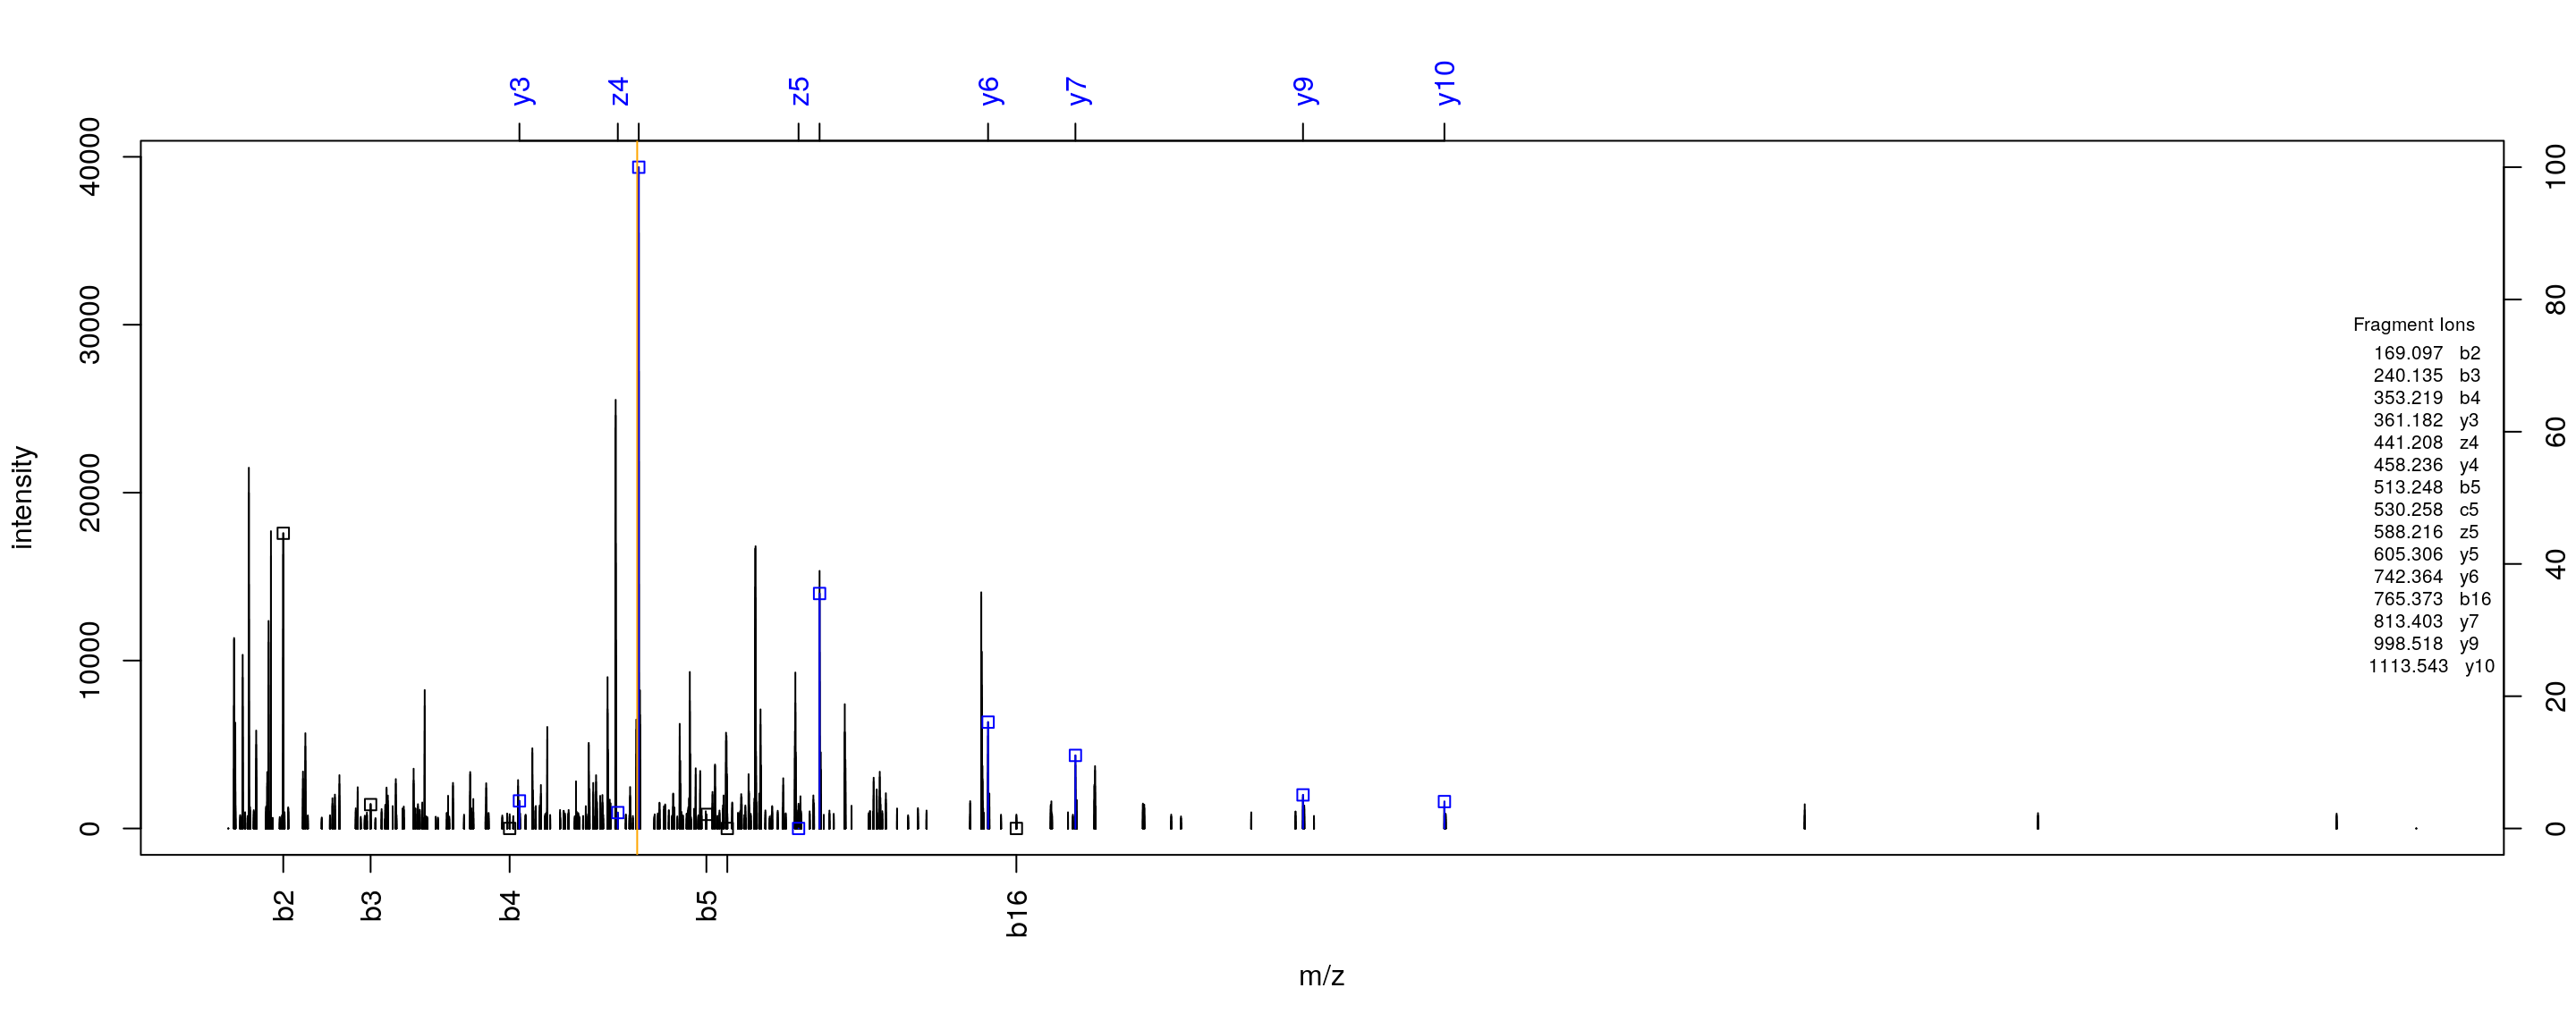 y3 z4 z5 y6 y7 y9 y10
40000
30000
20000
10000
0
intensity
100
80
60
40
20
0
Fragment Ions
169.097 b2
240.135 b3
353.219 b4
361.182 y3
441.208 z4
458.236 y4
513.248 b5
530.258 c5
588.216 z5
605.306 y5
742.364 y6
765.373 b16
813.403 y7
998.518 y9
1113.543 y10
b2 b3 b4 b5 b16
m/z